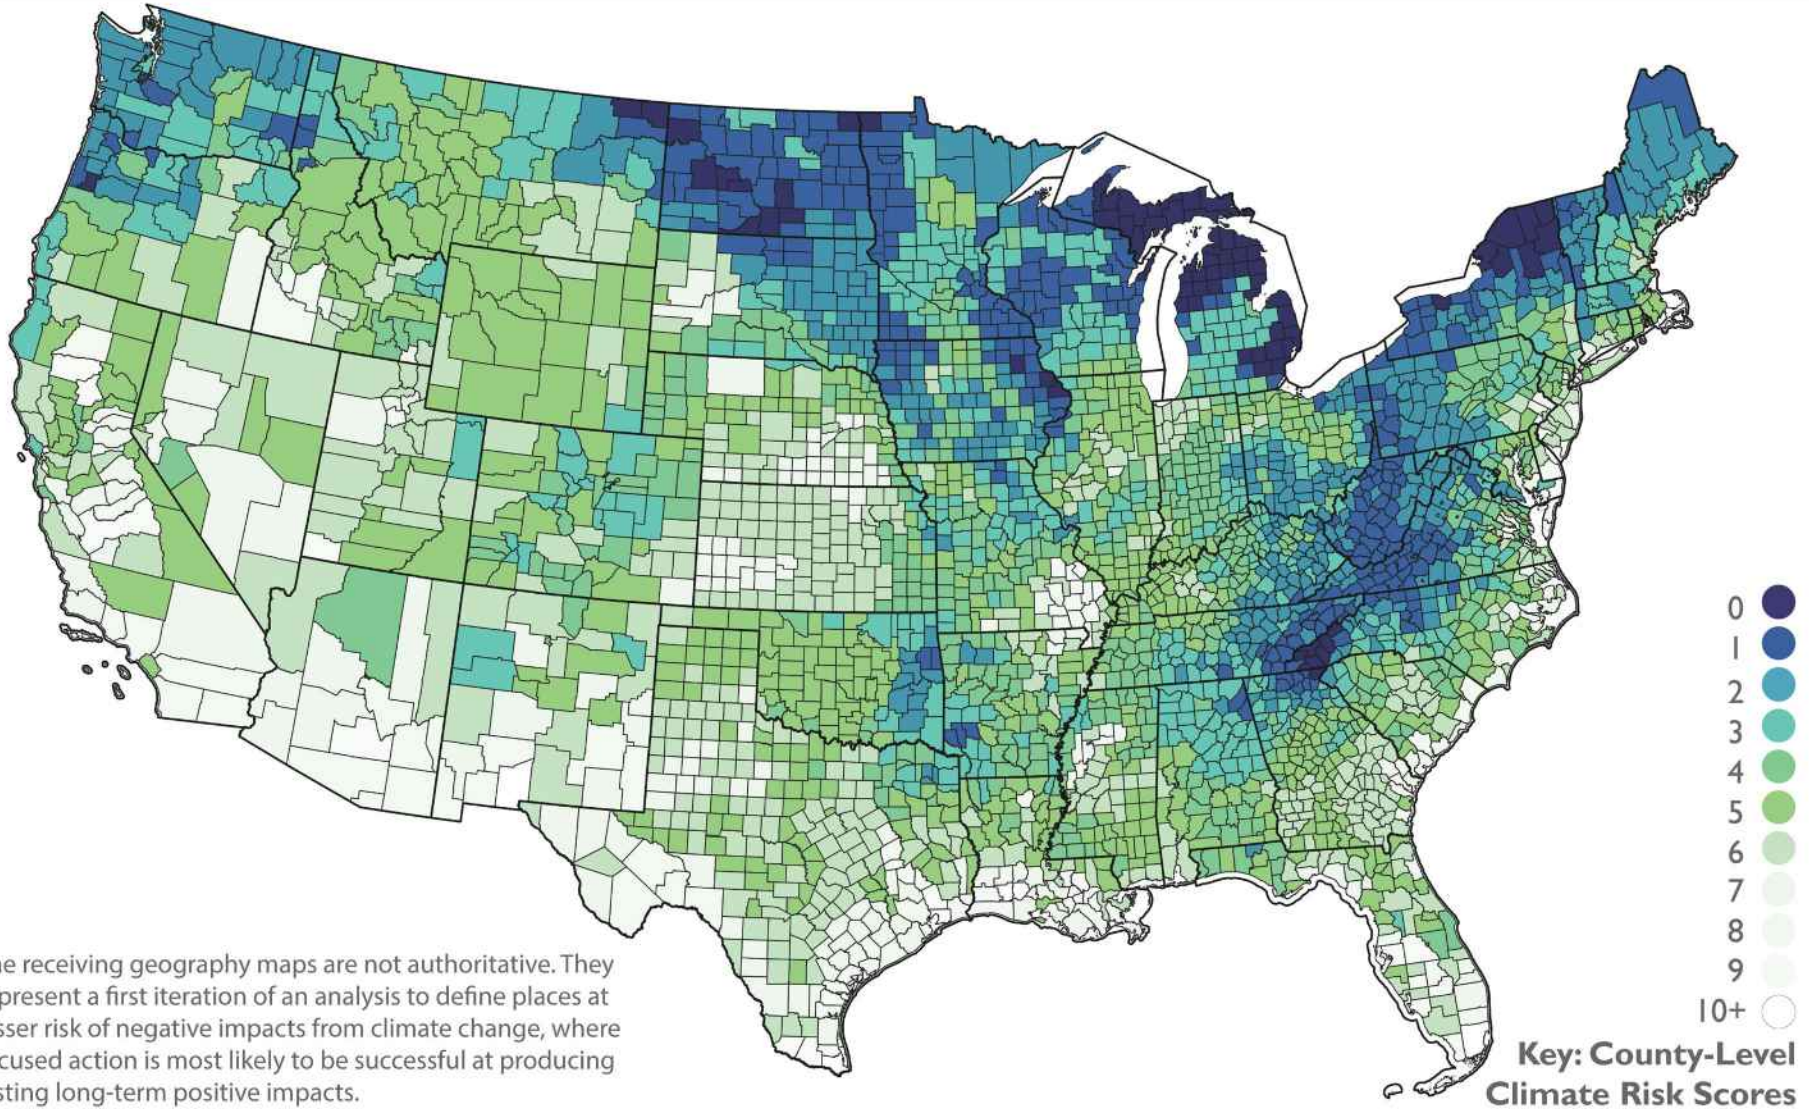 0
1
2
3
4
5
6
7
8
9
10+
Key: County-Level
Climate Risk Scores
receiving geography maps are not authoritative. They
a first iteration of an analysis to define places at
risk of negative impacts from climate change, where
action is most likely to be successful at producing
long-term positive impacts.